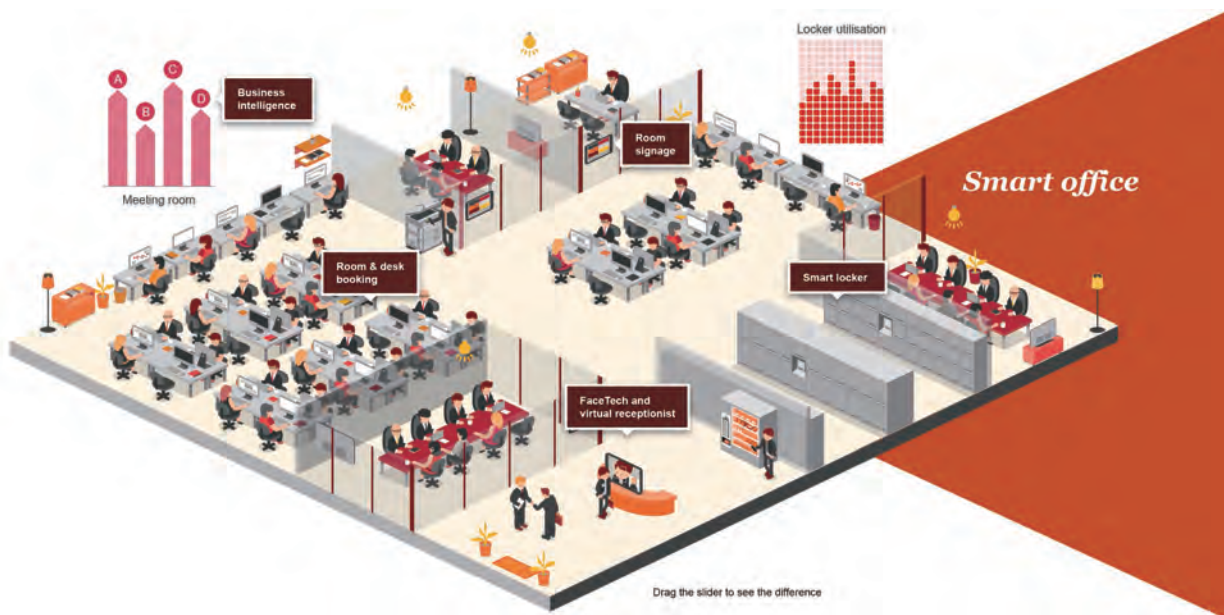 Locker utilisation
A
B
C
D
Business
intelligence
Meeting room
Room
signage
Smart office
Room & desk
booking
Smart locker
FaceTech and
virtual receptionist
Drag the slider to see the difference